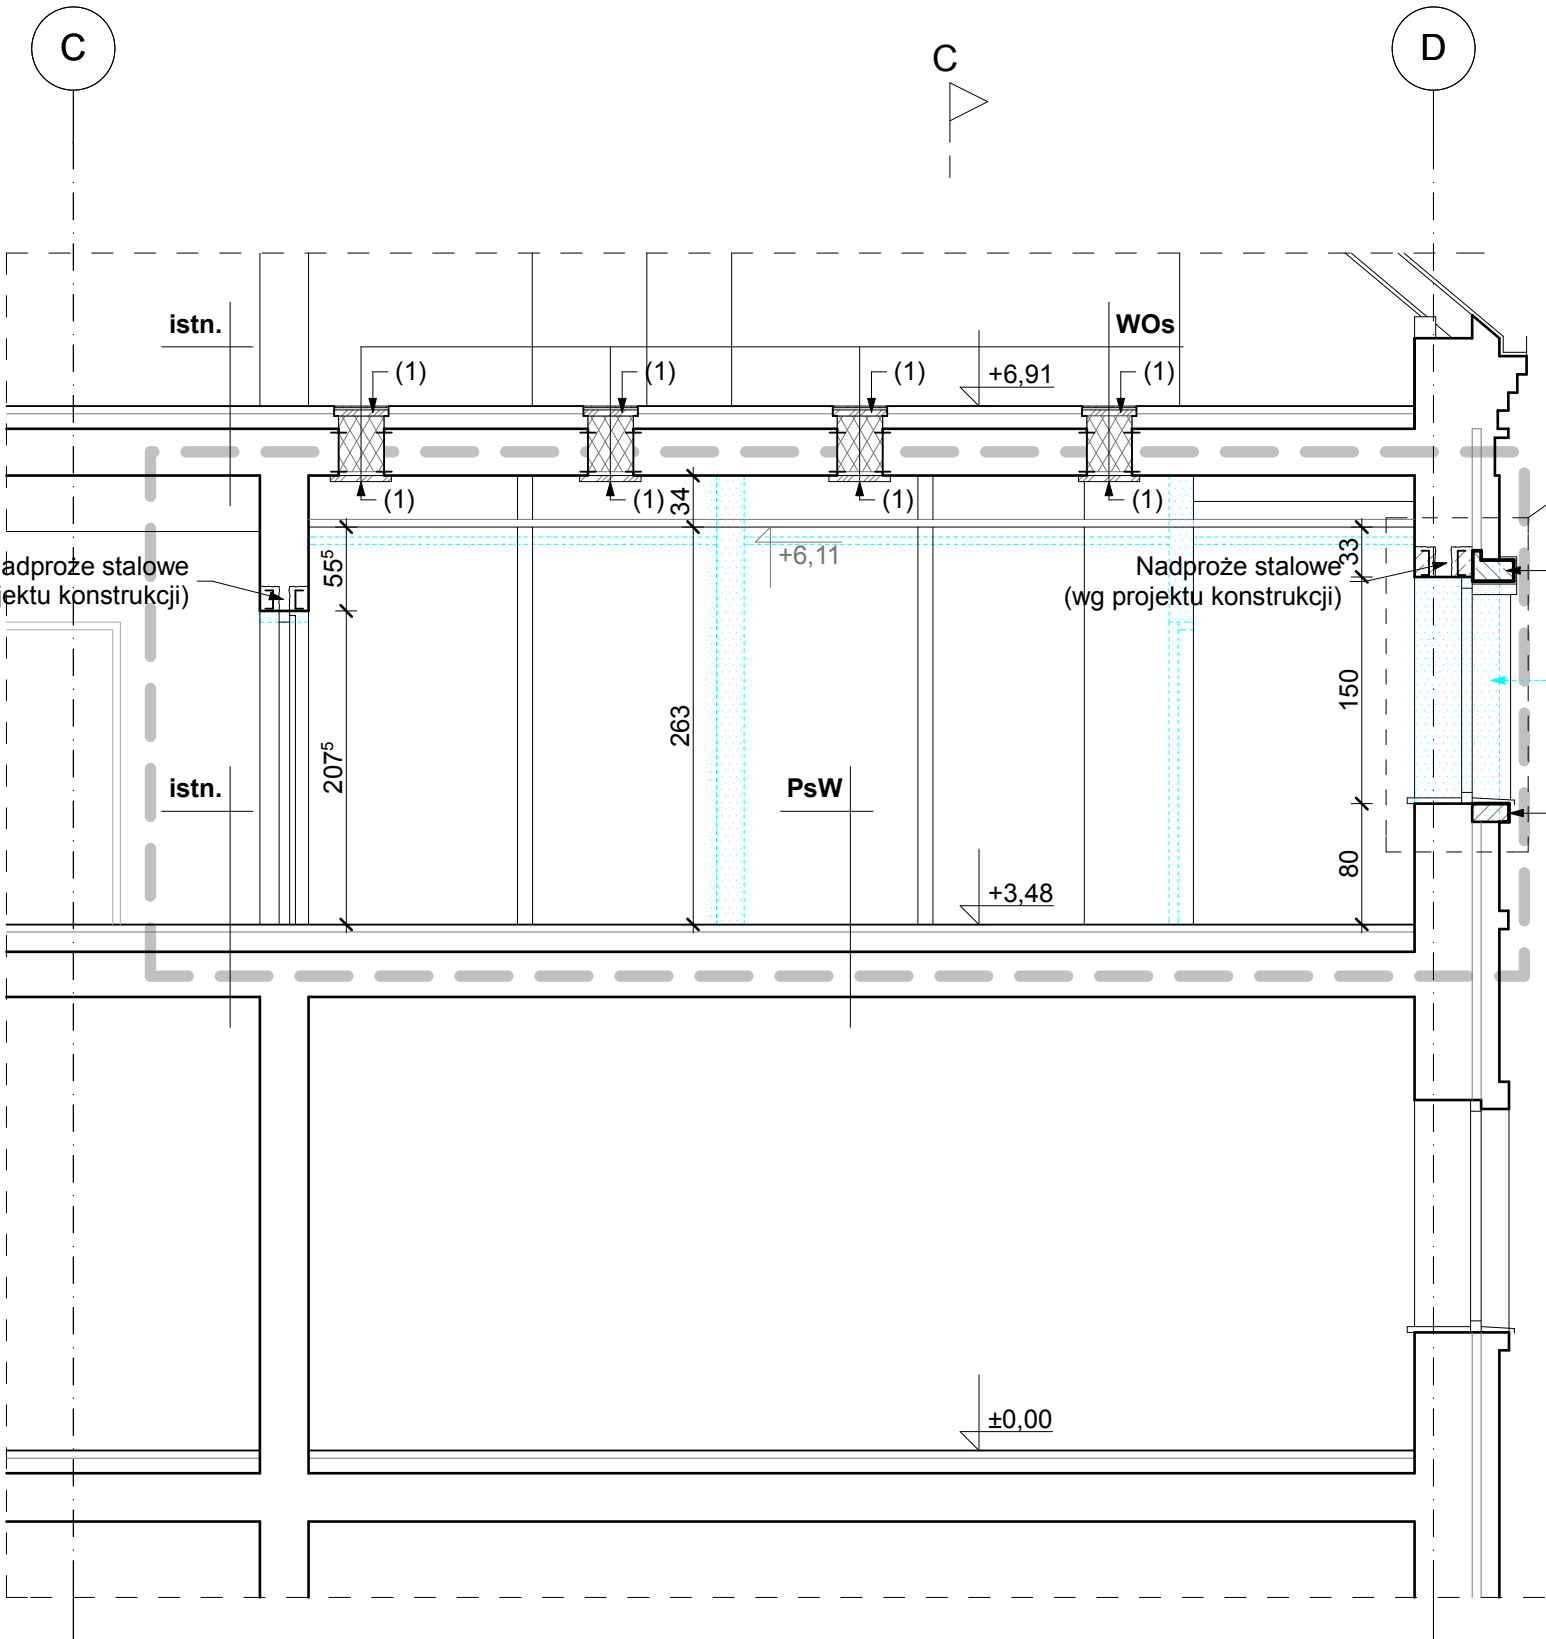 C
D
C
istn.
WOs
(1)
(1)
(1)
+6,91
(1)
(1)
(1)
(1)
(1)
34
55⁵
+6,11
33
adproże stalowe
jektu konstrukcji)
Nadproże stalowe
(wg projektu konstrukcji)
150
263
207⁵
istn.
PsW
80
+3,48
±0,00